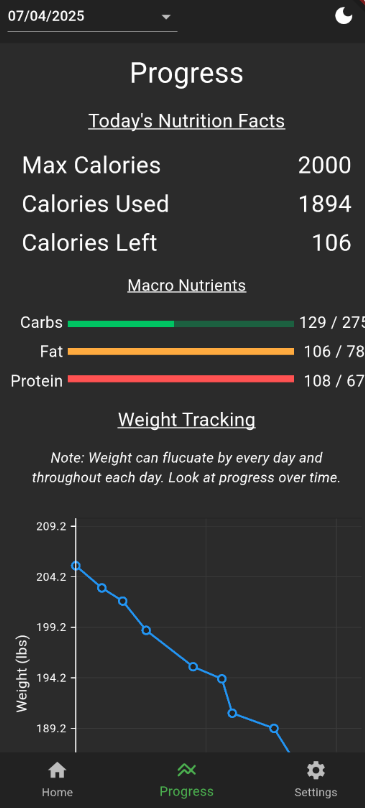 07/04/2025
Progress
Today's Nutrition Facts
Max Calories 2000
Calories Used 1894
Calories Left 106
Macro Nutrients
Carbs 129 / 275
Fat 106 / 78
Protein 108 / 67
Weight Tracking
Note: Weight can flucuate by every day and
throughout each day. Look at progress over time.
209.2
204.2
199.2
194.2
189.2
Weight (lbs)
Home Progress Settings